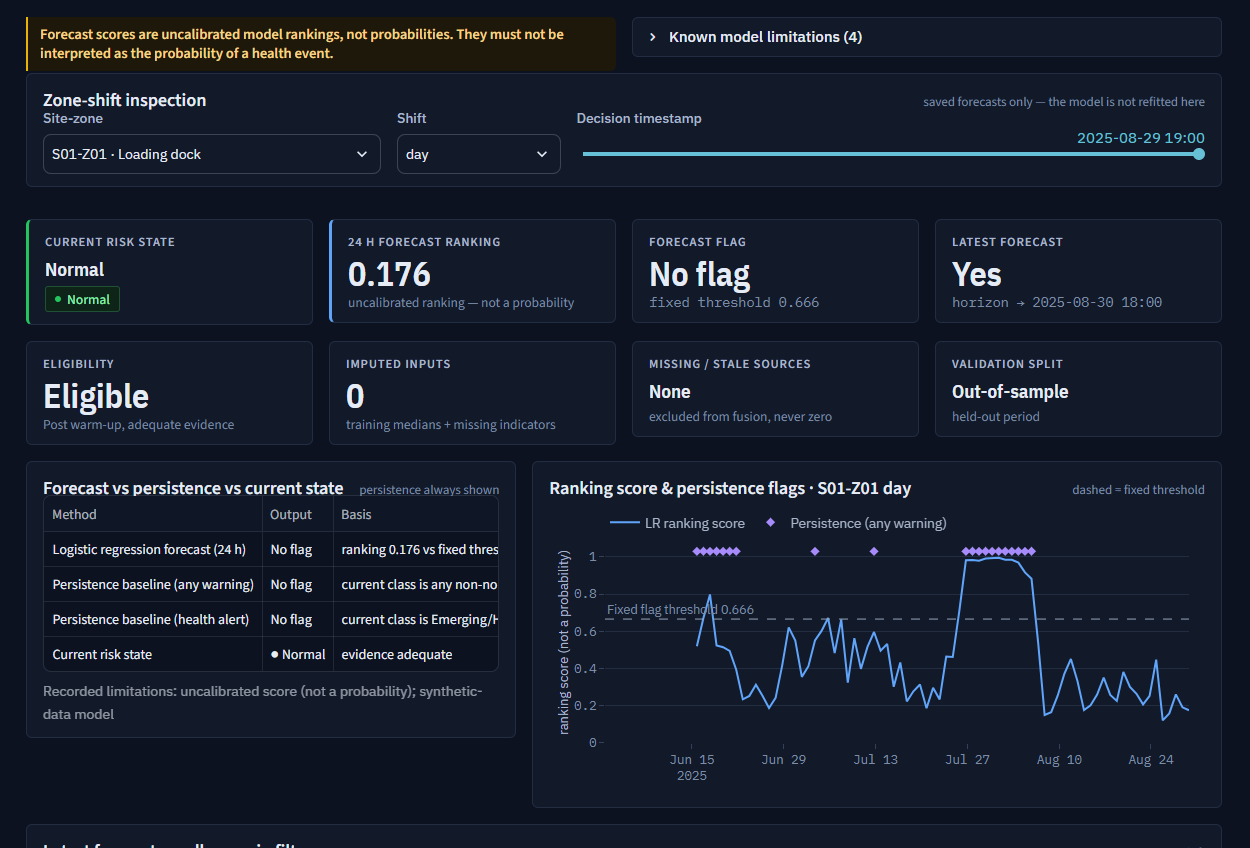 Forecast scores are uncalibrated model rankings, not probabilities. They must not be
interpreted as the probability of a health event.
Known model limitations (4)
Zone-shift inspection
saved forecasts only — the model is not refitted here
Site-zone
Shift
Decision timestamp
2025-08-29 19:00
S01-Z01 · Loading dock
day
CURRENT RISK STATE
Normal
Normal
24 H FORECAST RANKING
0.176
uncalibrated ranking — not a probability
FORECAST FLAG
No flag
fixed threshold 0.666
LATEST FORECAST
Yes
horizon → 2025-08-30 18:00
ELIGIBILITY
Eligible
Post warm-up, adequate evidence
IMPUTED INPUTS
0
training medians + missing indicators
MISSING / STALE SOURCES
None
excluded from fusion, never zero
VALIDATION SPLIT
Out-of-sample
held-out period
Forecast vs persistence vs current state
persistence always shown
Method Output Basis
Logistic regression forecast (24 h) No flag ranking 0.176 vs fixed thres
Persistence baseline (any warning) No flag current class is any non-no
Persistence baseline (health alert) No flag current class is Emerging/H
Current risk state ● Normal evidence adequate
Recorded limitations: uncalibrated score (not a probability); synthetic-
data model
Ranking score & persistence flags · S01-Z01 day
dashed = fixed threshold
LR ranking score
Persistence (any warning)
ranking score (not a probability)
1
0.8
Fixed flag threshold 0.666
0.6
0.4
0.2
0
Jun 15 Jun 29 Jul 13 Jul 27 Aug 10 Aug 24
2025